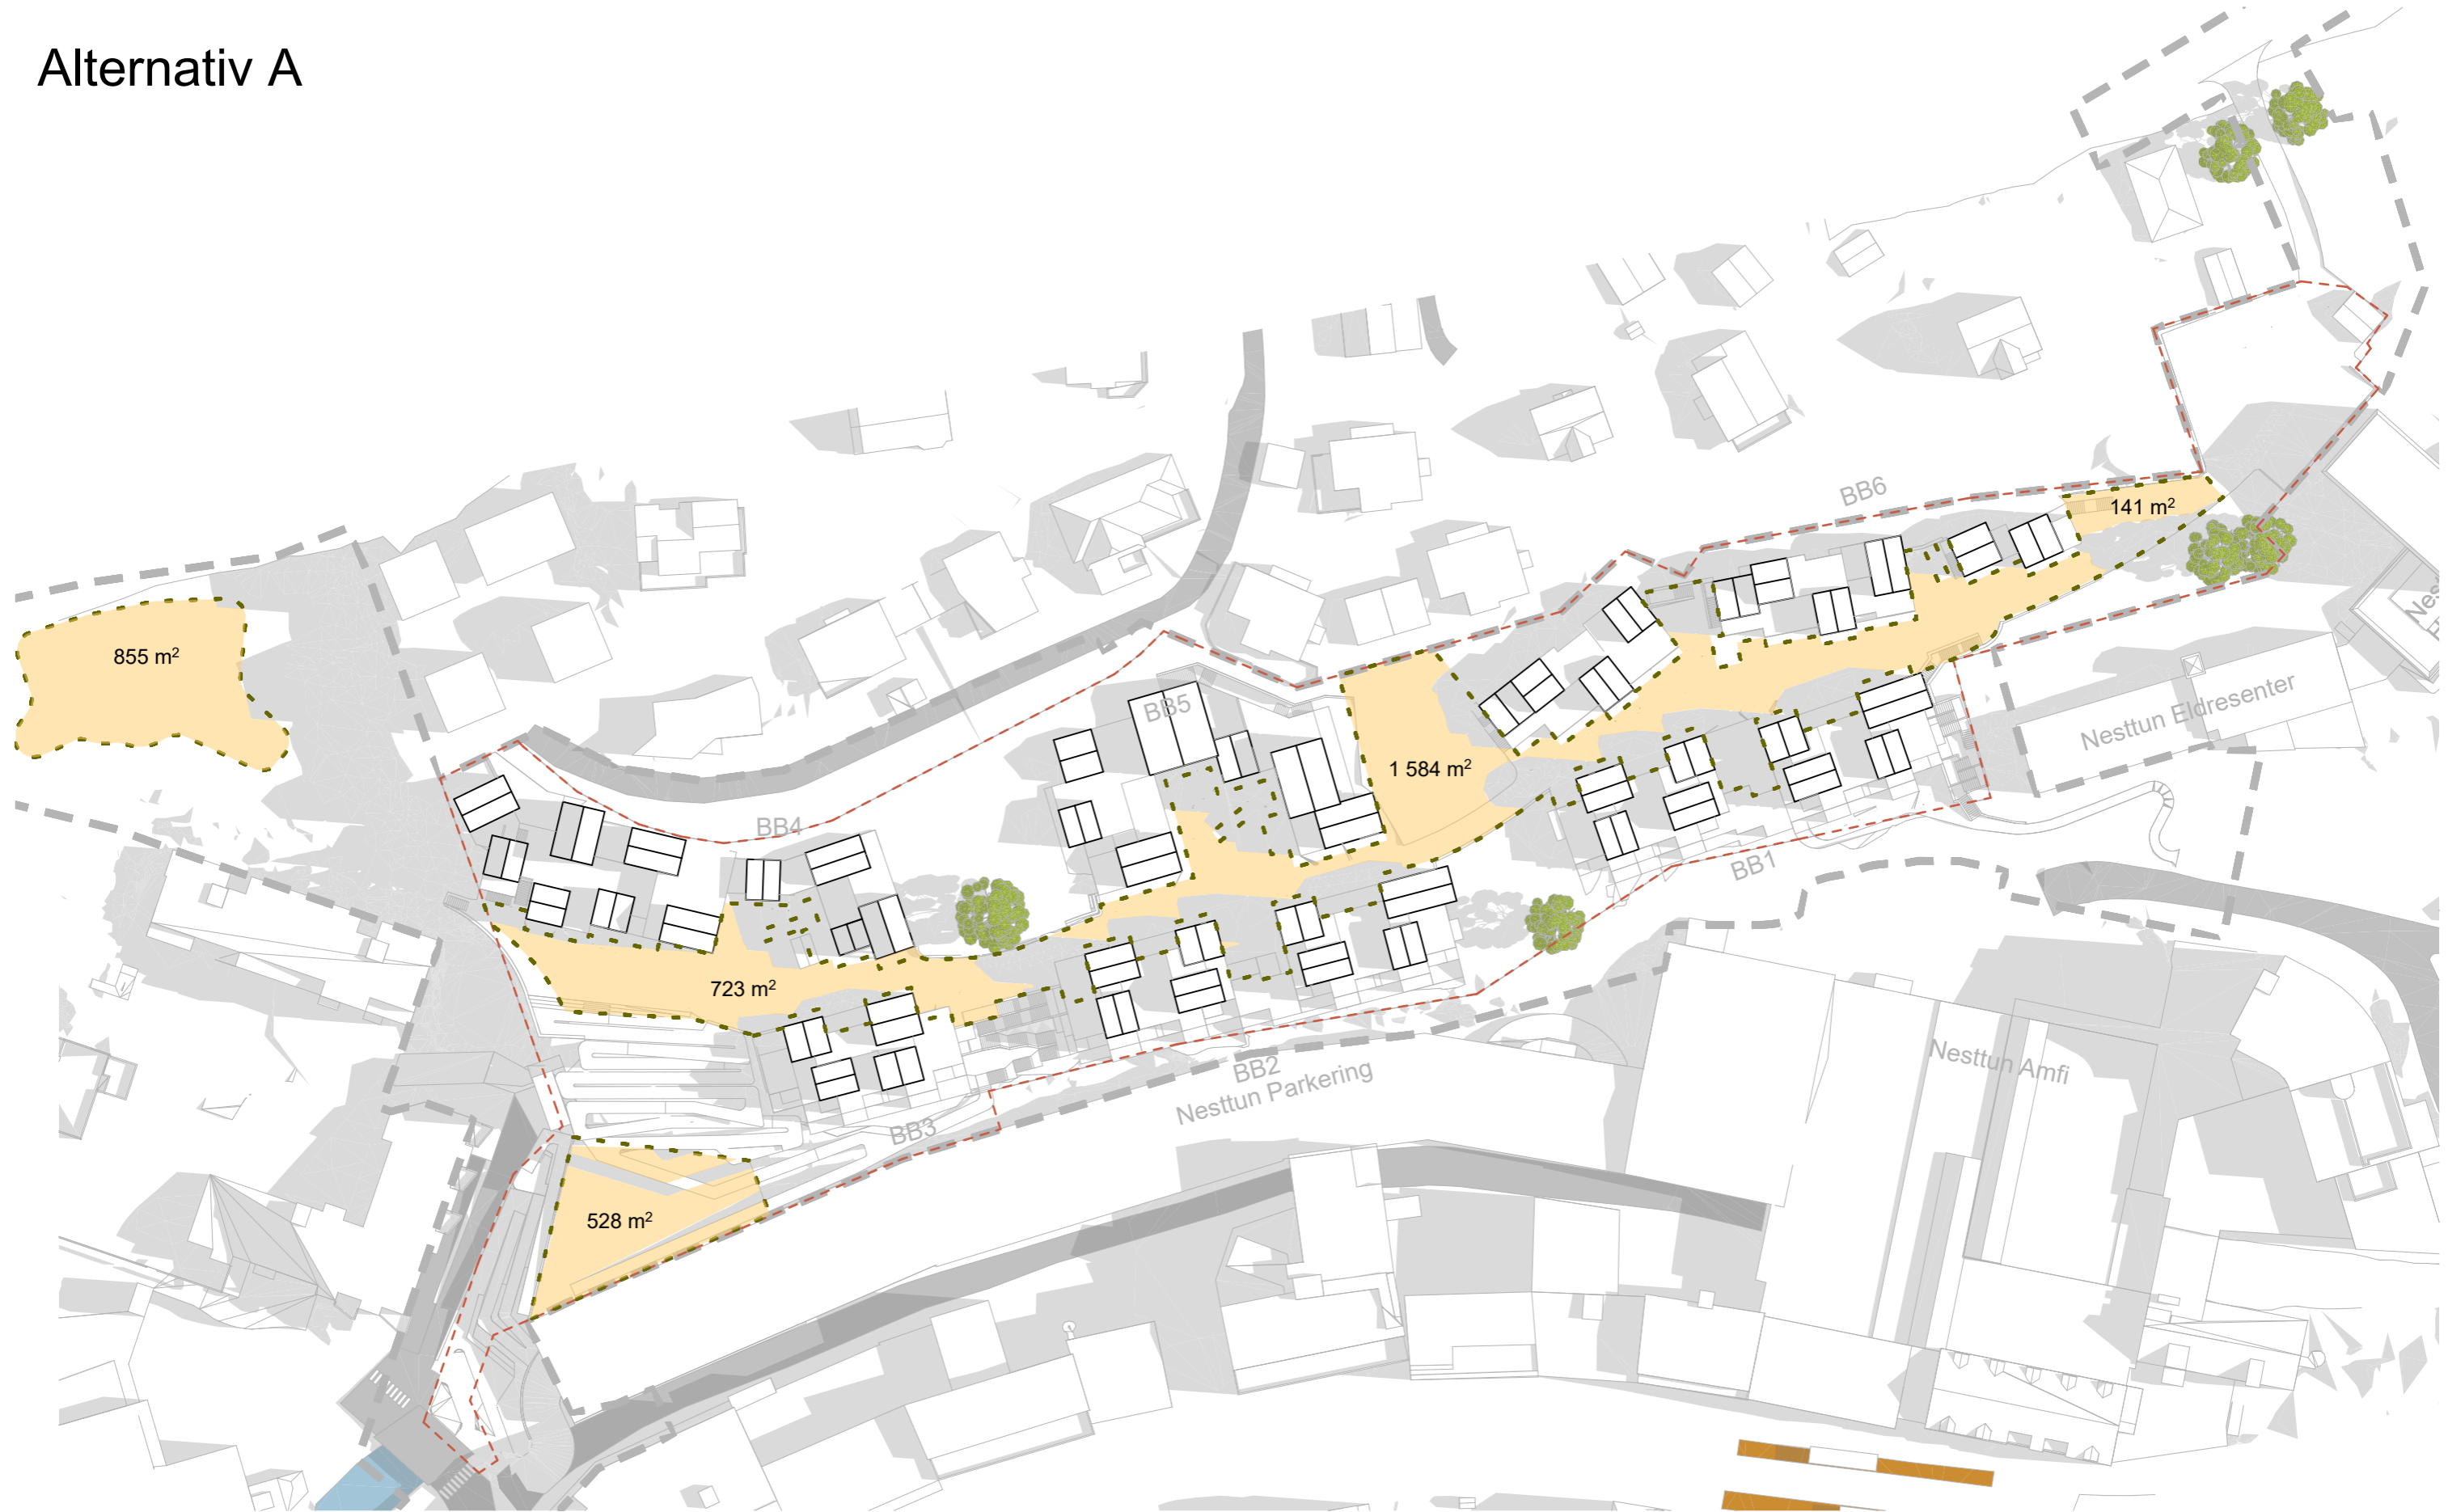 Alternativ A
BB6
141 m²
855 m²
BB5
Nesttun Eldresenter
1 584 m²
BB4
BB1
723 m²
Nesttun Amfi
BB2
Nesttun Parkering
BB3
528 m²